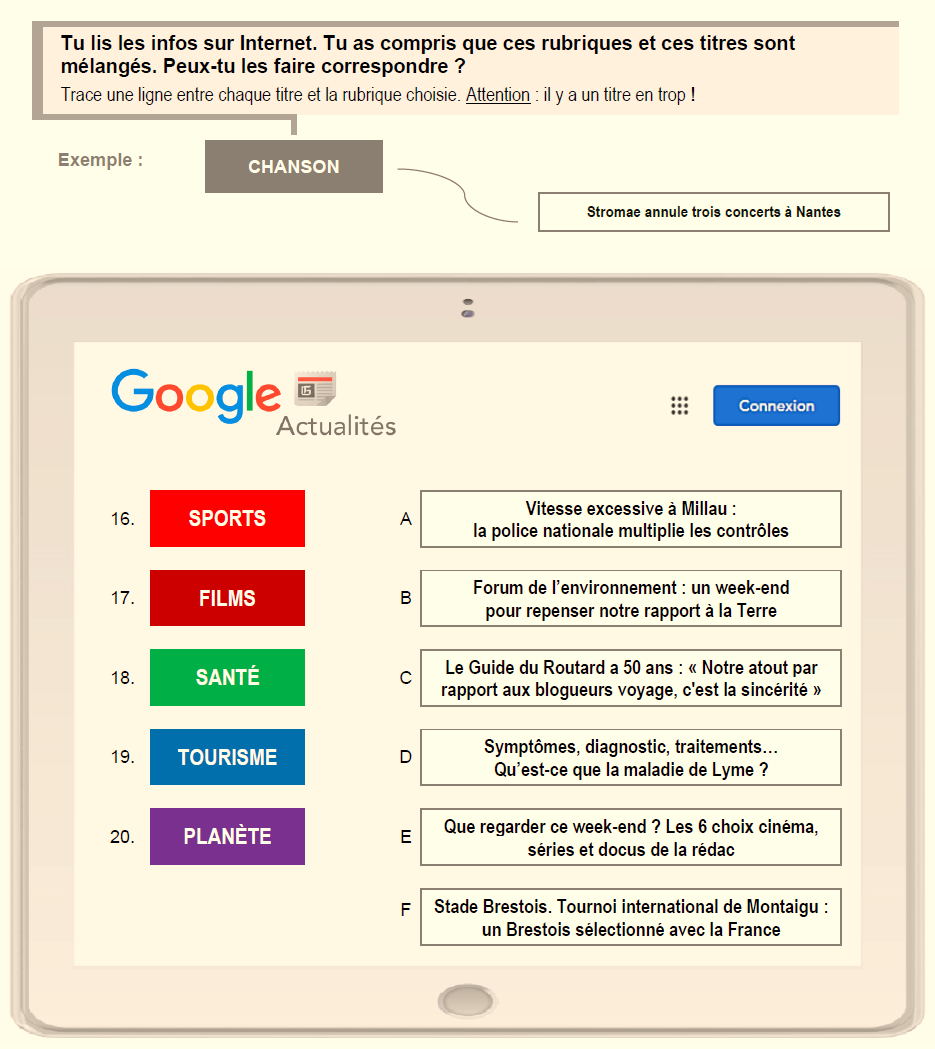 Tu lis les infos sur Internet. Tu as compris que ces rubriques et ces titres sont
mélangés. Peux-tu les faire correspondre ?
Trace une ligne entre chaque titre et la rubrique choisie. Attention : il y a un titre en trop !
Exemple :
CHANSON
Stromae annule trois concerts à Nantes
Google
Actualités
Connexion
16.
SPORTS
A
Vitesse excessive à Millau :
la police nationale multiplie les contrôles
17.
FILMS
B
Forum de l’environnement : un week-end
pour repenser notre rapport à la Terre
18.
SANTÉ
C
Le Guide du Routard a 50 ans : « Notre atout par
rapport aux blogueurs voyage, c'est la sincérité »
19.
TOURISME
D
Symptômes, diagnostic, traitements…
Qu’est-ce que la maladie de Lyme ?
20.
PLANÈTE
E
Que regarder ce week-end ? Les 6 choix cinéma,
séries et docus de la rédac
F
Stade Brestois. Tournoi international de Montaigu :
un Brestois sélectionné avec la France